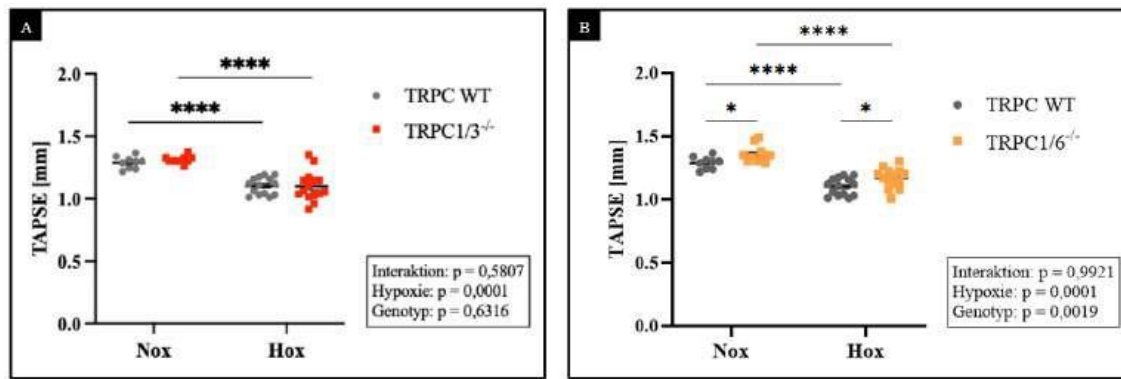 A
****
****
2.0
1.5
1.0
0.5
0.0
TAPSE [mm]
Nox
Hox
TRPC WT
TRPC1/3-/-
Interaktion: p = 0,5807
Hypoxie: p = 0,0001
Genotyp: p = 0,6316
B
****
****
*
*
2.0
1.5
1.0
0.5
0.0
TAPSE [mm]
Nox
Hox
TRPC WT
TRPC1/6-/-
Interaktion: p = 0,9921
Hypoxie: p = 0,0001
Genotyp: p = 0,0019